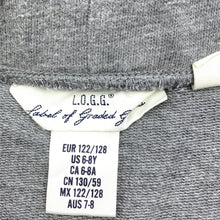 L.O.G.G.
Label of Graded Goods
EUR 122/128
US 6-8Y
CA 6-8A
CN 130/59
MX 122/128
AUS 7-8